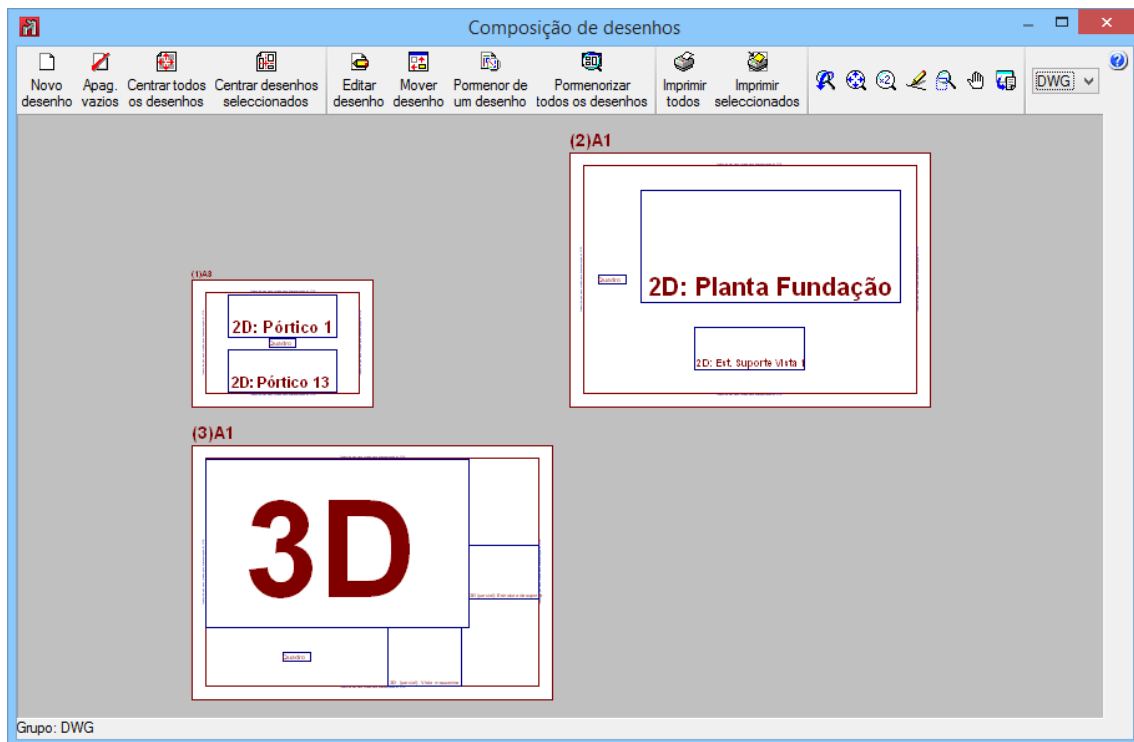 Composição de desenhos
Novo desenho
Apag. vazios
Centrar todos os desenhos
Centrar desenhos seleccionados
Editar desenho
Mover desenho
Pormenor de um desenho
Pormenorizar todos os desenhos
Imprimir todos
Imprimir seleccionados
DWG
(2)A1
2D: Planta Fundação
Quadro
2D: Est. Suporte Vista 1
(1)A3
2D: Pórtico 1
Quadro
2D: Pórtico 13
(3)A1
3D
Quadro
Grupo: DWG